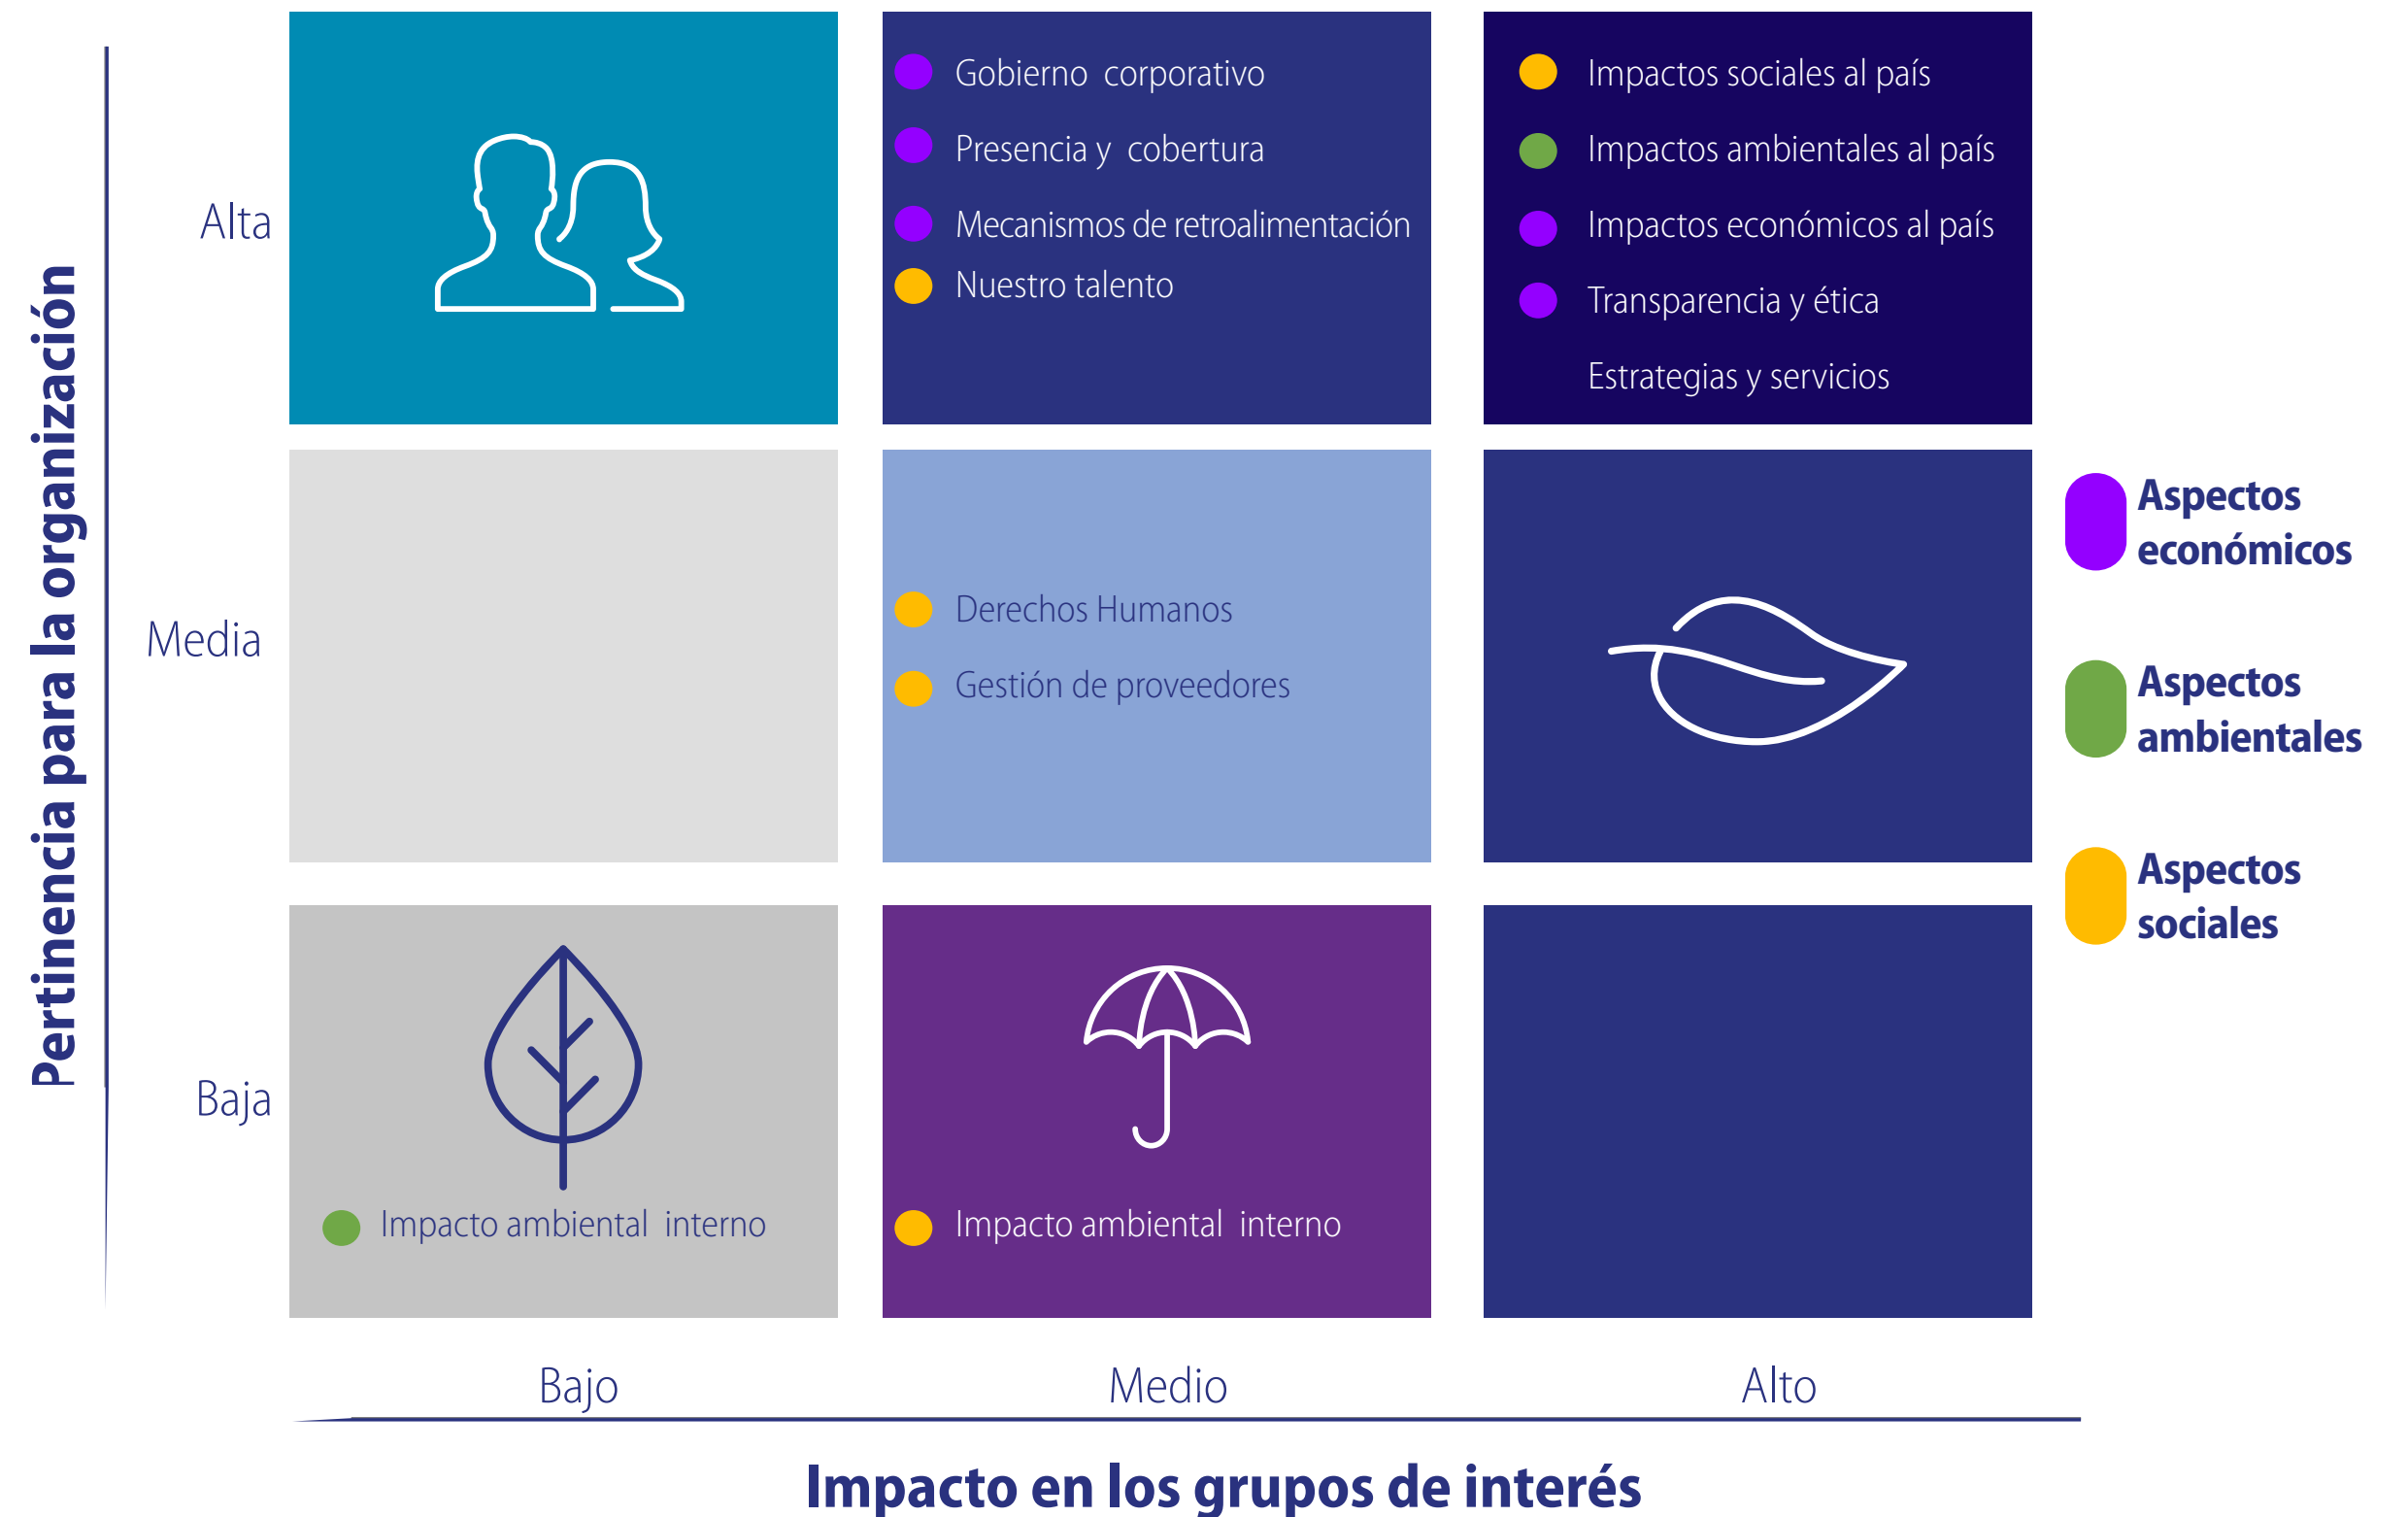 Pertinencia para la organización
Alta
Gobierno corporativo
Presencia y cobertura
Mecanismos de retroalimentación
Nuestro talento
Impactos sociales al país
Impactos ambientales al país
Impactos económicos al país
Transparencia y ética
Estrategias y servicios
Media
Derechos Humanos
Gestión de proveedores
Aspectos
económicos
Aspectos
ambientales
Aspectos
sociales
Baja
Impacto ambiental interno
Impacto ambiental interno
Bajo
Medio
Alto
Impacto en los grupos de interés